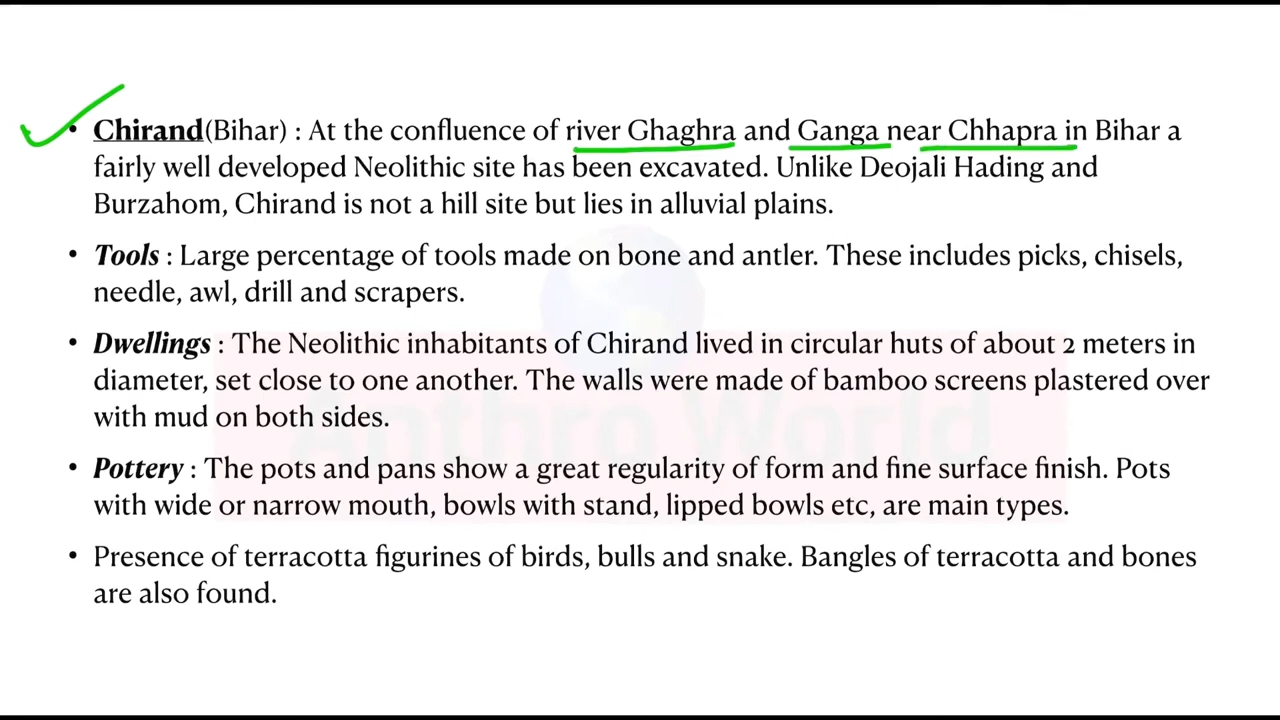 • Chirand(Bihar) : At the confluence of river Ghaghra and Ganga near Chhapra in Bihar a
fairly well developed Neolithic site has been excavated. Unlike Deojali Hading and
Burzahom, Chirand is not a hill site but lies in alluvial plains.
• Tools : Large percentage of tools made on bone and antler. These includes picks, chisels,
needle, awl, drill and scrapers.
• Dwellings : The Neolithic inhabitants of Chirand lived in circular huts of about 2 meters in
diameter, set close to one another. The walls were made of bamboo screens plastered over
with mud on both sides.
• Pottery : The pots and pans show a great regularity of form and fine surface finish. Pots
with wide or narrow mouth, bowls with stand, lipped bowls etc, are main types.
• Presence of terracotta figurines of birds, bulls and snake. Bangles of terracotta and bones
are also found.
Anthro World